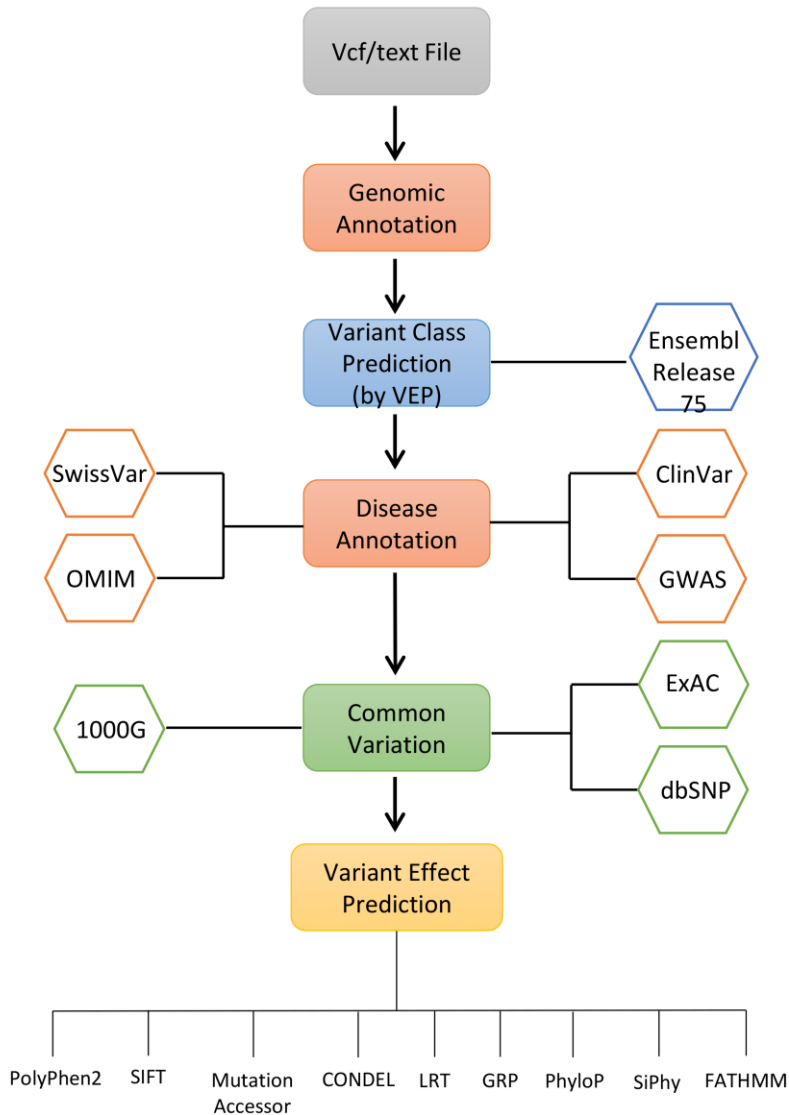 Vcf/text File
Genomic
Annotation
Variant Class
Prediction
(by VEP)
Ensembl
Release
75
SwissVar
OMIM
Disease
Annotation
ClinVar
GWAS
1000G
Common
Variation
ExAC
dbSNP
Variant Effect
Prediction
PolyPhen2
SIFT
Mutation
Accessor
CONDEL
LRT
GRP
PhyloP
SiPhy
FATHMM